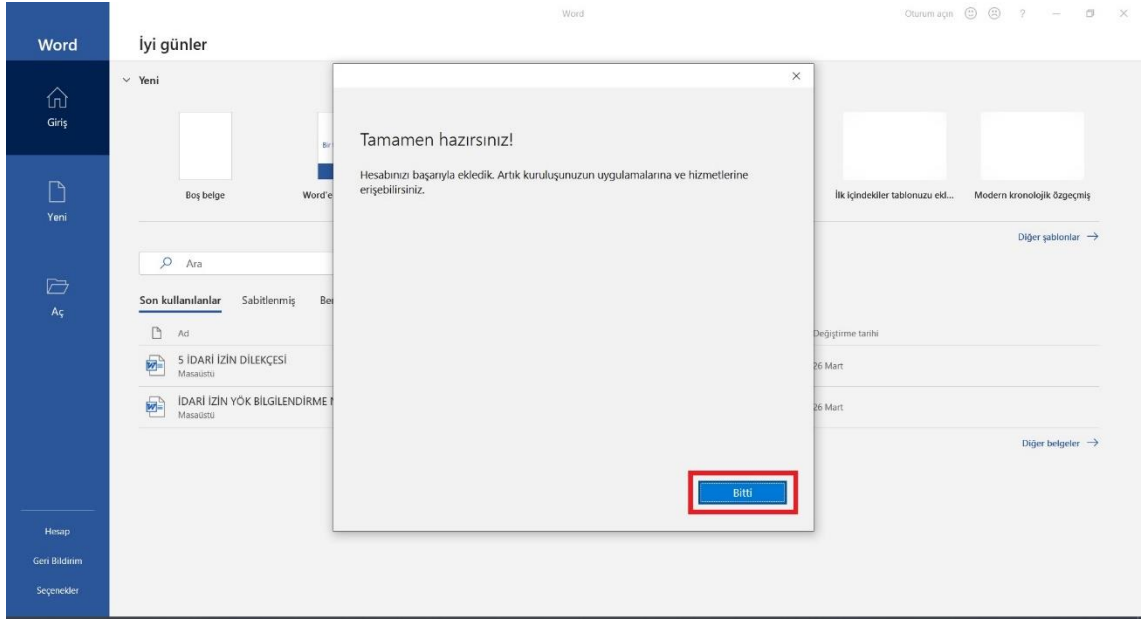 Word
Oturum açın
?
Word
İyi günler
Giriş
Yeni
Aç
Hesap
Geri Bildirim
Seçenekler
Yeni
Boş belge
Bir
Word'e
İlk içindekiler tablonuzu ekl...
Modern kronolojik özgeçmiş
Diğer şablonlar
Ara
Son kullanılanlar Sabitlenmiş
Ad
Değiştirme tarihi
5 İDARİ İZİN DİLEKÇESİ
Masaüstü
26 Mart
İDARİ İZİN YÖK BİLGİLENDİRME
Masaüstü
26 Mart
Diğer belgeler
Tamamen hazırsınız!
Hesabınızı başarıyla ekledik. Artık kuruluşunuzun uygulamalarına ve hizmetlerine
erişebilirsiniz.
Bitti